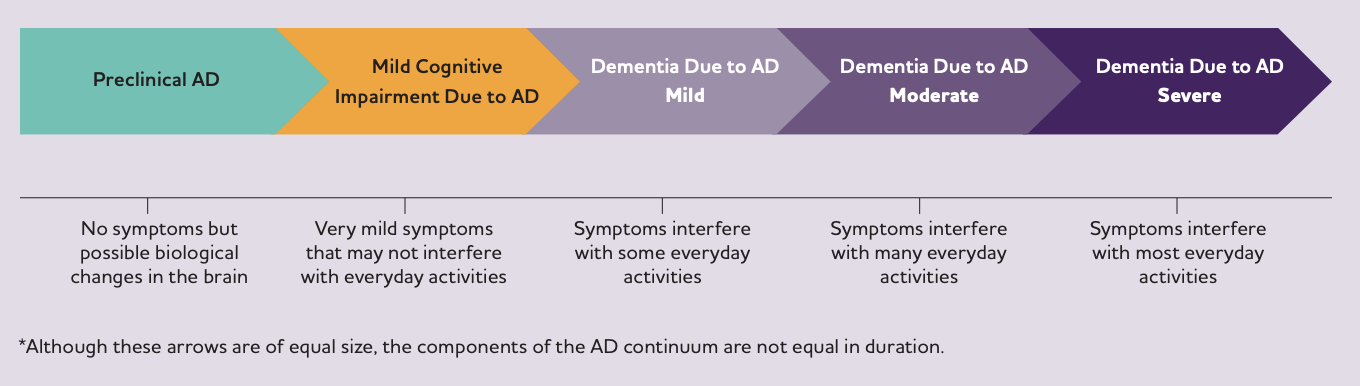 Preclinical AD
Mild Cognitive
Impairment Due to AD
Dementia Due to AD
Mild
Dementia Due to AD
Moderate
Dementia Due to AD
Severe
No symptoms but
possible biological
changes in the brain
Very mild symptoms
that may not interfere
with everyday activities
Symptoms interfere
with some everyday
activities
Symptoms interfere
with many everyday
activities
Symptoms interfere
with most everyday
activities
*Although these arrows are of equal size, the components of the AD continuum are not equal in duration.